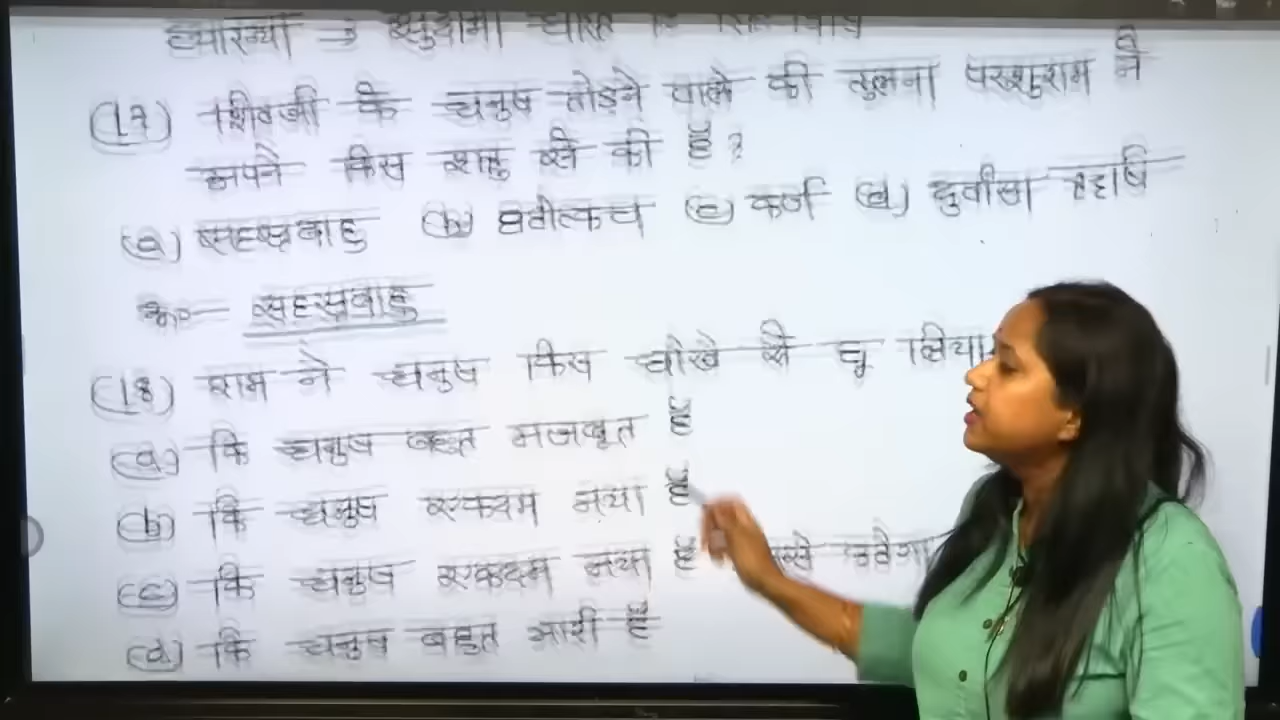 (17) शिवजी के धनुष तोड़ने वाले की तुलना परशुराम ने
अपने किस शत्रु से की है ?
(a) सहस्रबाहु (b) घटोत्कच (c) कर्ण (d) दुर्वासा ऋषि
सहस्रबाहु
(18) राम ने धनुष किस धोखे से छू लिया
(a) कि धनुष बहुत मजबूत है
(b) कि धनुष एकदम नया है
(c) कि धनुष एकदम नया है
(d) कि धनुष बहुत भारी है